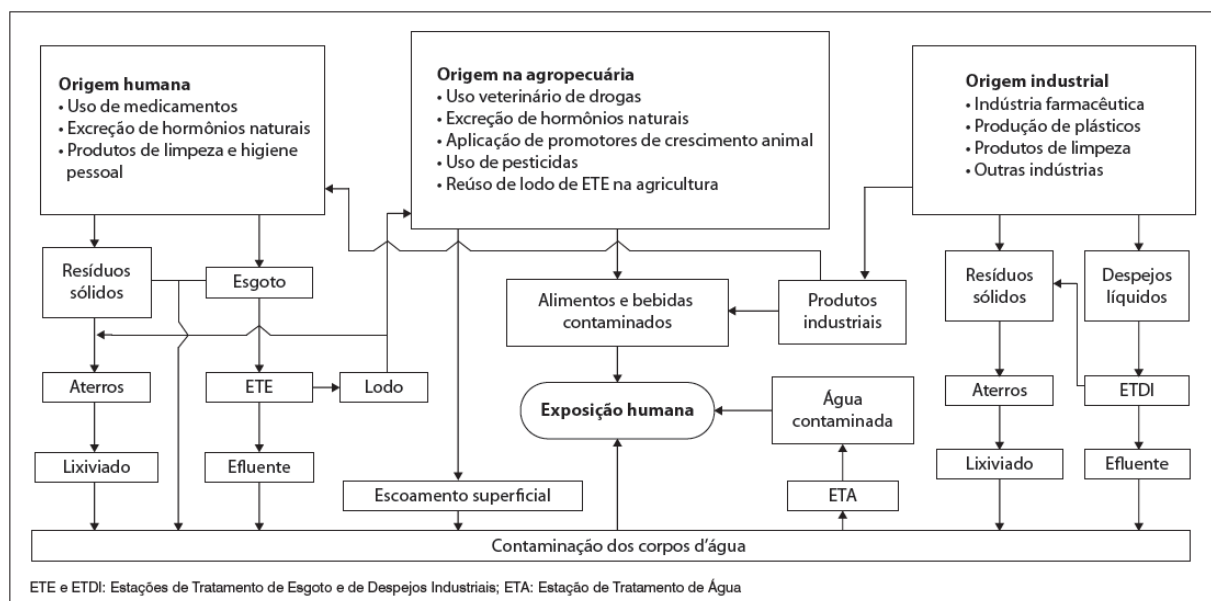 Origem humana
• Uso de medicamentos
• Excreção de hormônios naturais
• Produtos de limpeza e higiene
pessoal
Origem na agropecuária
• Uso veterinário de drogas
• Excreção de hormônios naturais
• Aplicação de promotores de crescimento animal
• Uso de pesticidas
• Reúso de lodo de ETE na agricultura
Origem industrial
• Indústria farmacêutica
• Produção de plásticos
• Produtos de limpeza
• Outras indústrias
Resíduos
sólidos
Esgoto
Alimentos e bebidas
contaminados
Produtos
industriais
Resíduos
sólidos
Despejos
líquidos
Aterros
ETE
Lodo
Exposição humana
Água
contaminada
Aterros
ETDI
Lixiviado
Efluente
Escoamento superficial
ETA
Lixiviado
Efluente
Contaminação dos corpos d'água
ETE e ETDI: Estações de Tratamento de Esgoto e de Despejos Industriais; ETA: Estação de Tratamento de Água